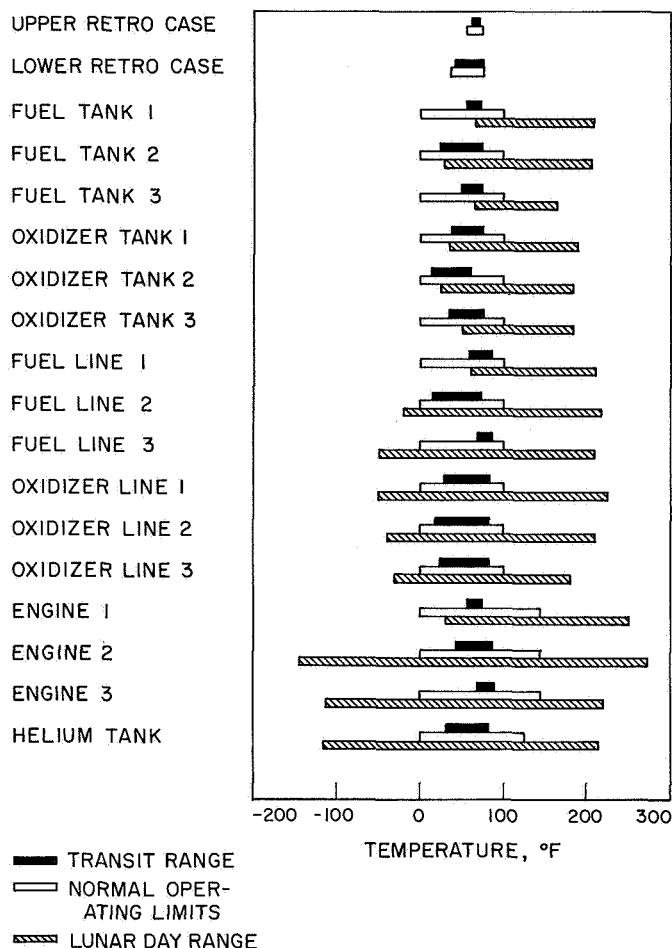 UPPER RETRO CASE
LOWER RETRO CASE
FUEL TANK 1
FUEL TANK 2
FUEL TANK 3
OXIDIZER TANK 1
OXIDIZER TANK 2
OXIDIZER TANK 3
FUEL LINE 1
FUEL LINE 2
FUEL LINE 3
OXIDIZER LINE 1
OXIDIZER LINE 2
OXIDIZER LINE 3
ENGINE 1
ENGINE 2
ENGINE 3
HELIUM TANK
-200 -100 0 100 200 300
TEMPERATURE, °F
TRANSIT RANGE
NORMAL OPER-
ATING LIMITS
LUNAR DAY RANGE